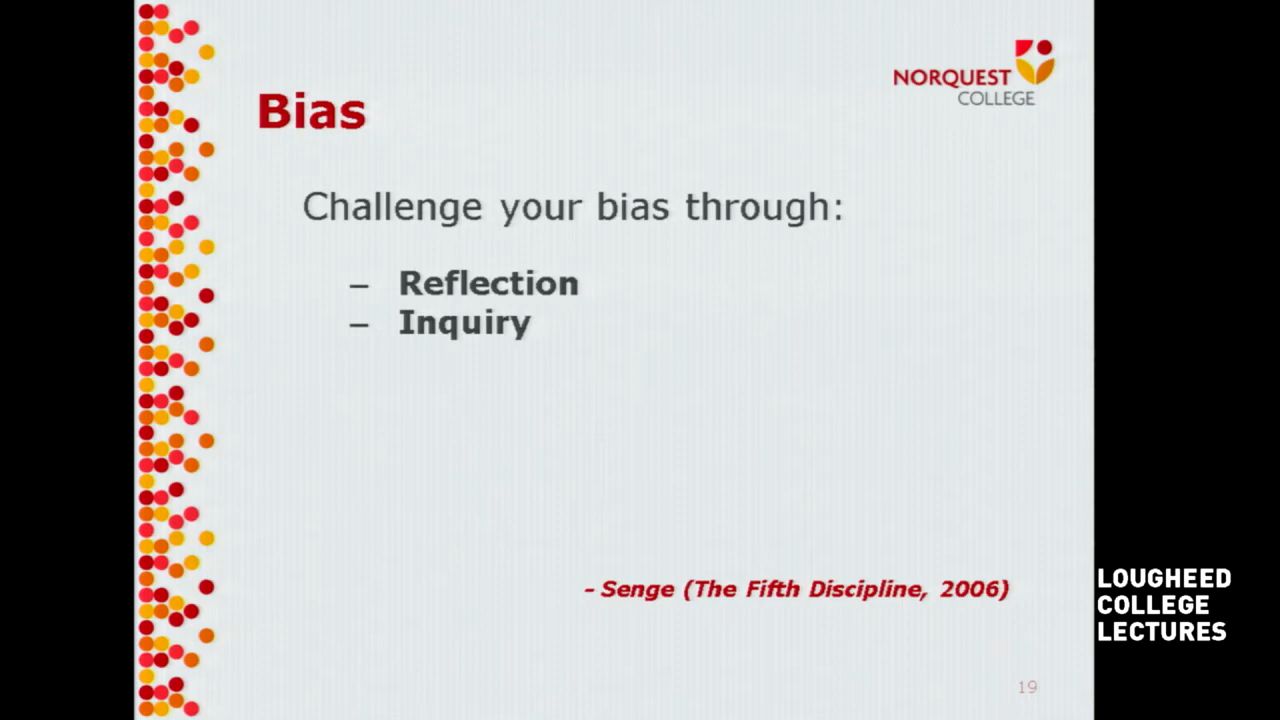 NORQUEST
COLLEGE
Bias
Challenge your bias through:
– Reflection
– Inquiry
– Senge (The Fifth Discipline, 2006)
LOUGHEED
COLLEGE
LECTURES
19